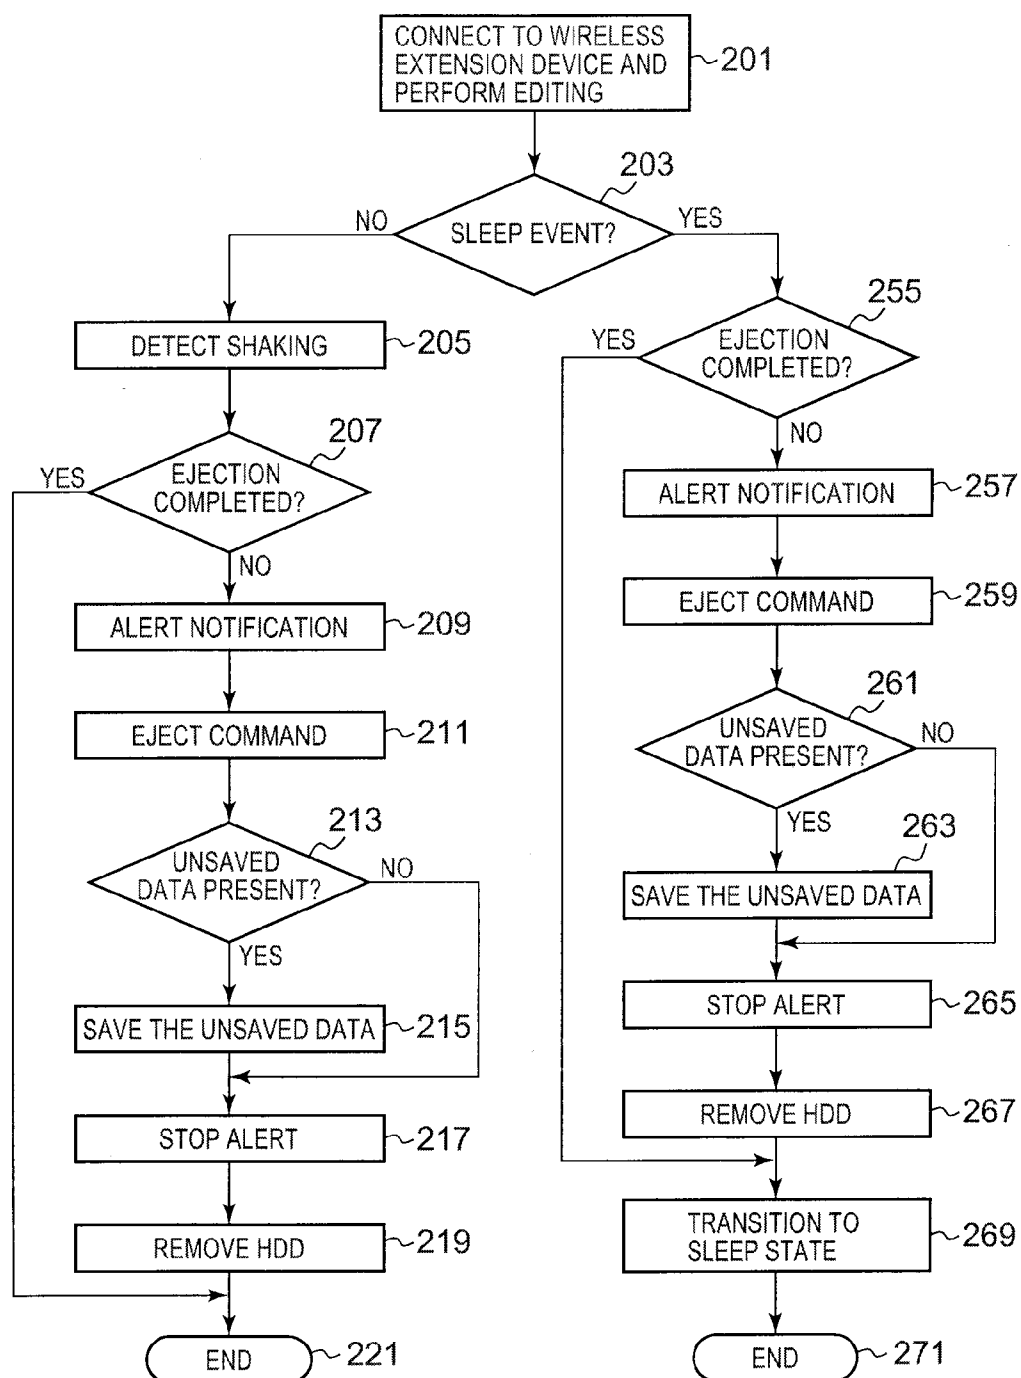 CONNECT TO WIRELESS
EXTENSION DEVICE AND
PERFORM EDITING
201
203
SLEEP EVENT?
NO
YES
DETECT SHAKING
205
207
EJECTION
COMPLETED?
YES
NO
ALERT NOTIFICATION
209
EJECT COMMAND
211
213
UNSAVED
DATA PRESENT?
NO
YES
SAVE THE UNSAVED DATA
215
STOP ALERT
217
REMOVE HDD
219
END
221
255
EJECTION
COMPLETED?
YES
NO
ALERT NOTIFICATION
257
EJECT COMMAND
259
261
UNSAVED
DATA PRESENT?
NO
YES
263
SAVE THE UNSAVED DATA
STOP ALERT
265
REMOVE HDD
267
TRANSITION TO
SLEEP STATE
269
END
271